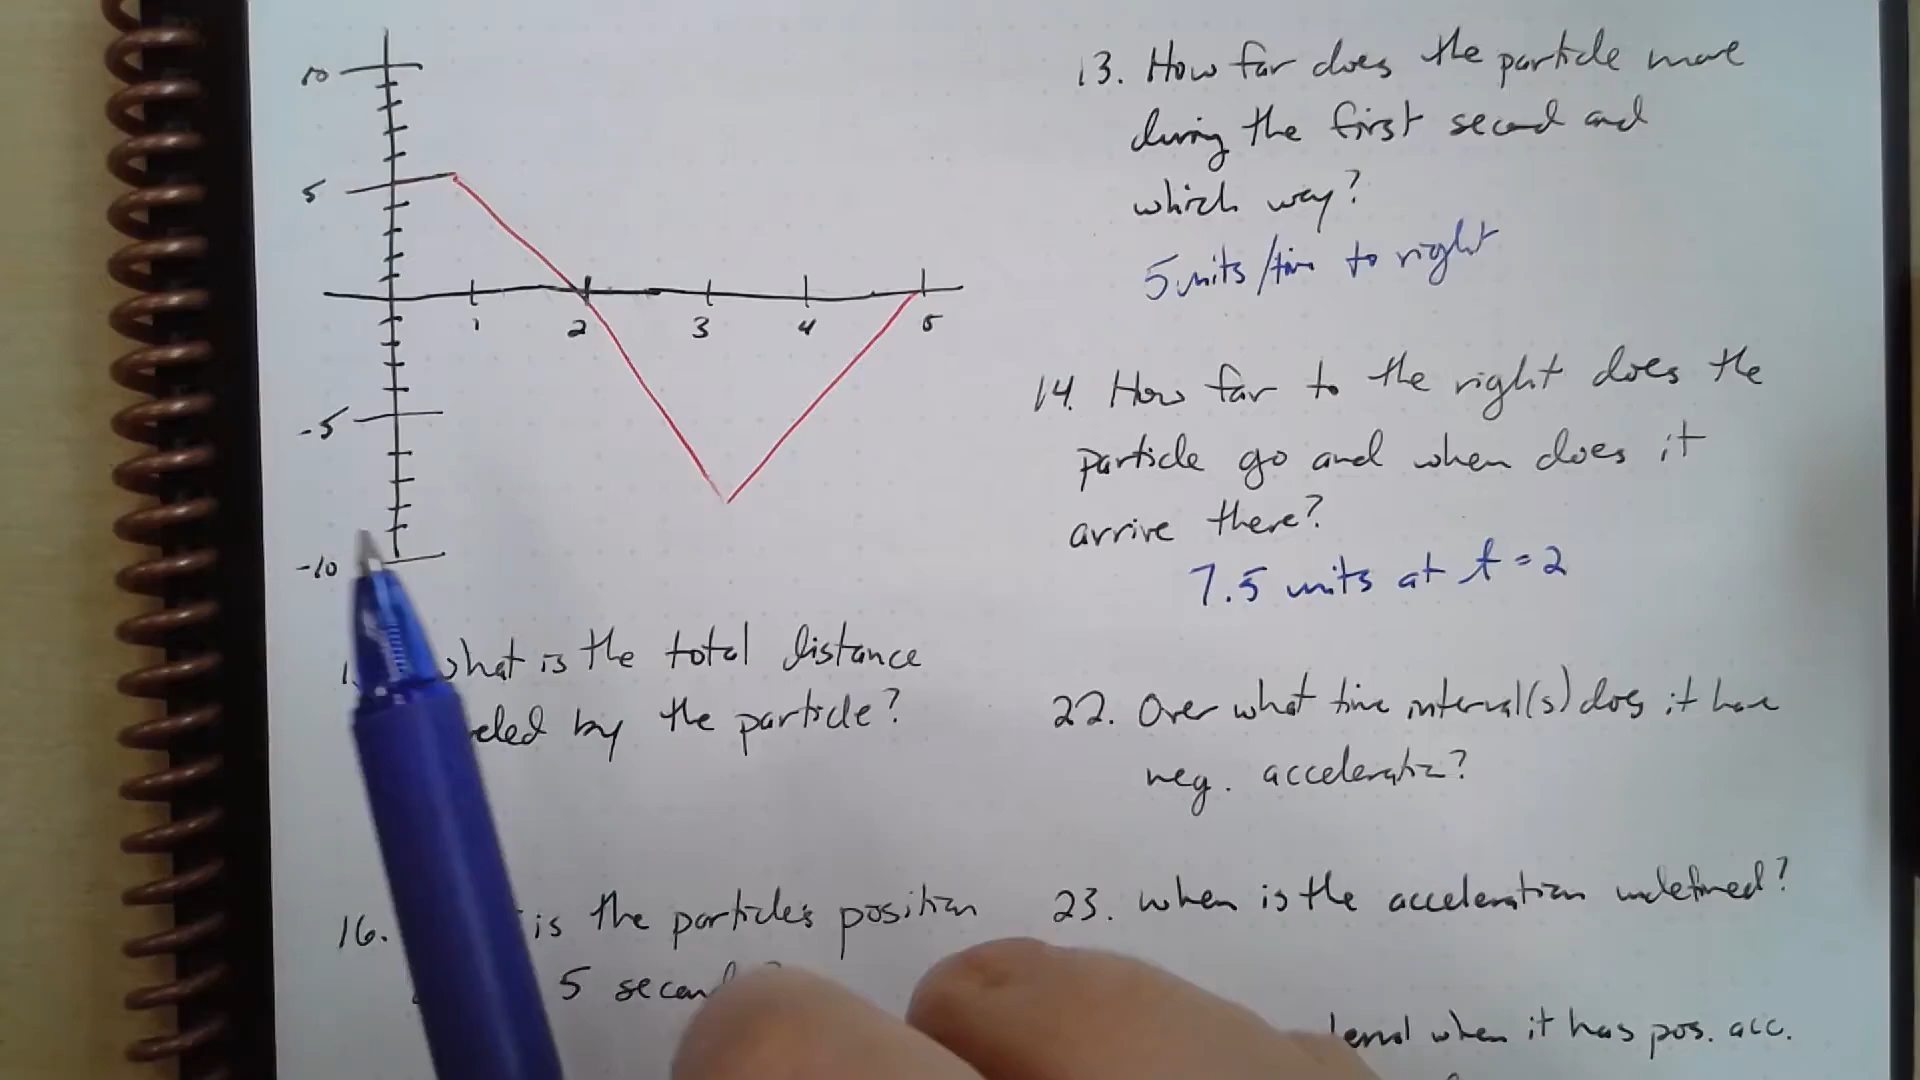 10
5
1 2 3 4 5
-5
-10
what is the total distance
by the particle?
16. is the particles position
5
13. How far does the particle move
during the first second and
which way?
5 units/time to right
14. How far to the right does the
particle go and when does it
arrive there?
7.5 units at t = 2
22. Over what time interval(s) does it have
neg. acceleration?
23. when is the acceleration undefined?
when it has pos. acc.